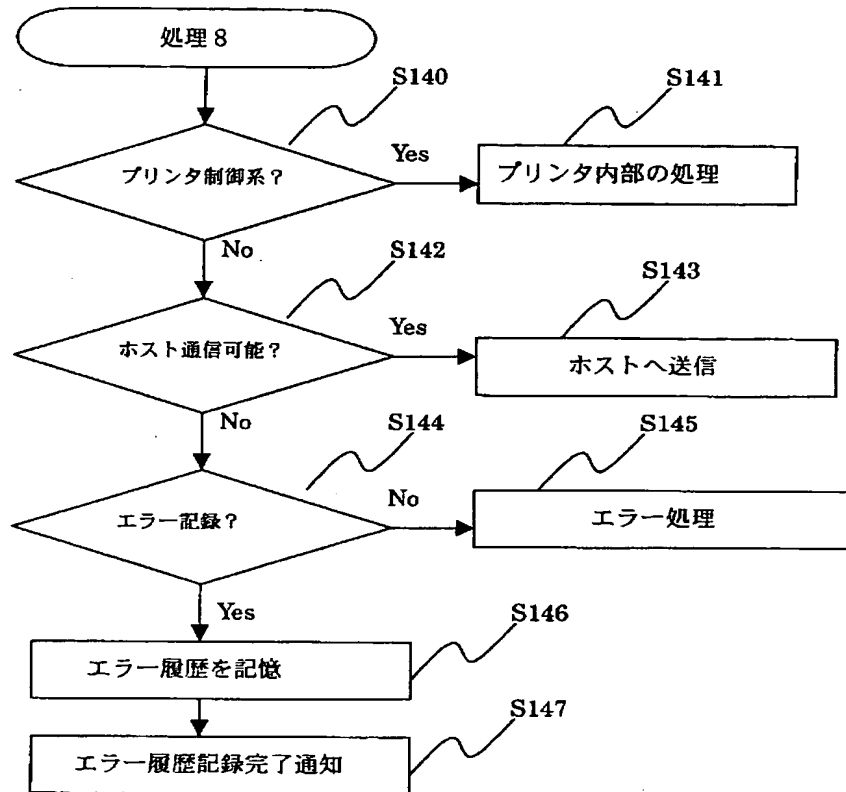 処理8
S140
プリンタ制御系?
Yes
S141
プリンタ内部の処理
No
S142
ホスト通信可能?
Yes
S143
ホストへ送信
No
S144
エラー記録?
No
S145
エラー処理
Yes
S146
エラー履歴を記憶
S147
エラー履歴記録完了通知